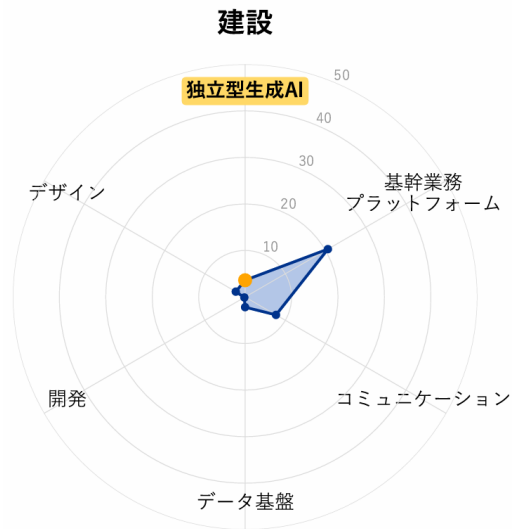 建設
50
独立型生成AI
40
30
基幹業務
プラットフォーム
デザイン
20
10
開発
コミュニケーション
データ基盤